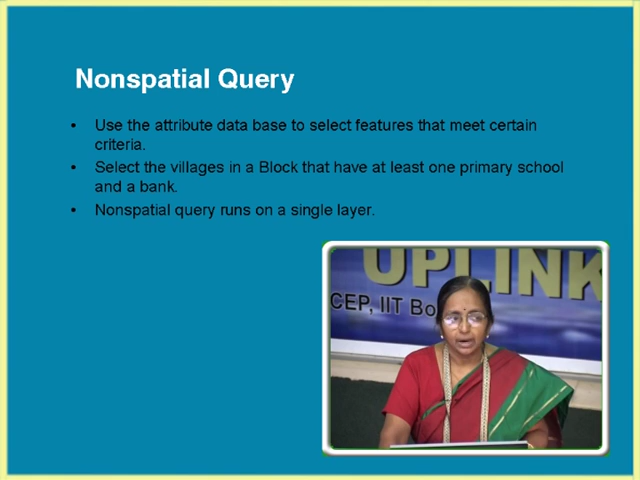 Nonspatial Query
• Use the attribute data base to select features that meet certain
criteria.
• Select the villages in a Block that have at least one primary school
and a bank.
• Nonspatial query runs on a single layer.
UPLINK
CEP, IIT Bo